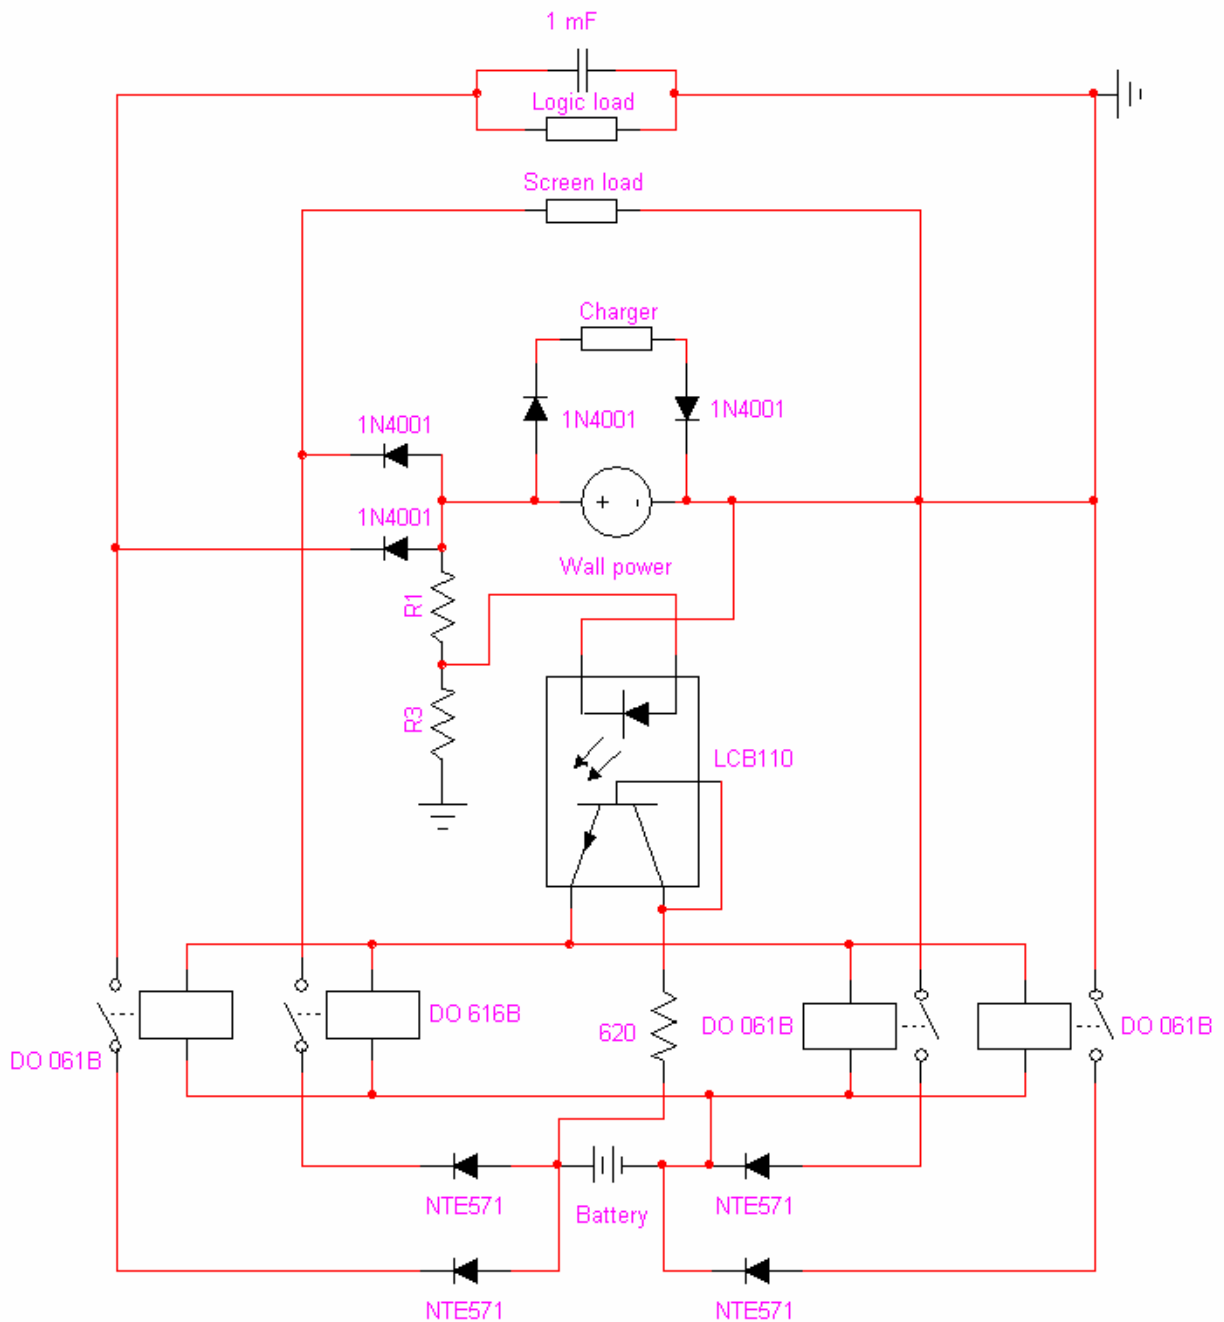 1 mF
Logic load
Screen load
Charger
1N4001
1N4001
1N4001
1N4001
+ -
Wall power
R1
R3
LCB110
DO 616B
620
DO 061B
DO 061B
DO 061B
NTE571
Battery
NTE571
NTE571
NTE571